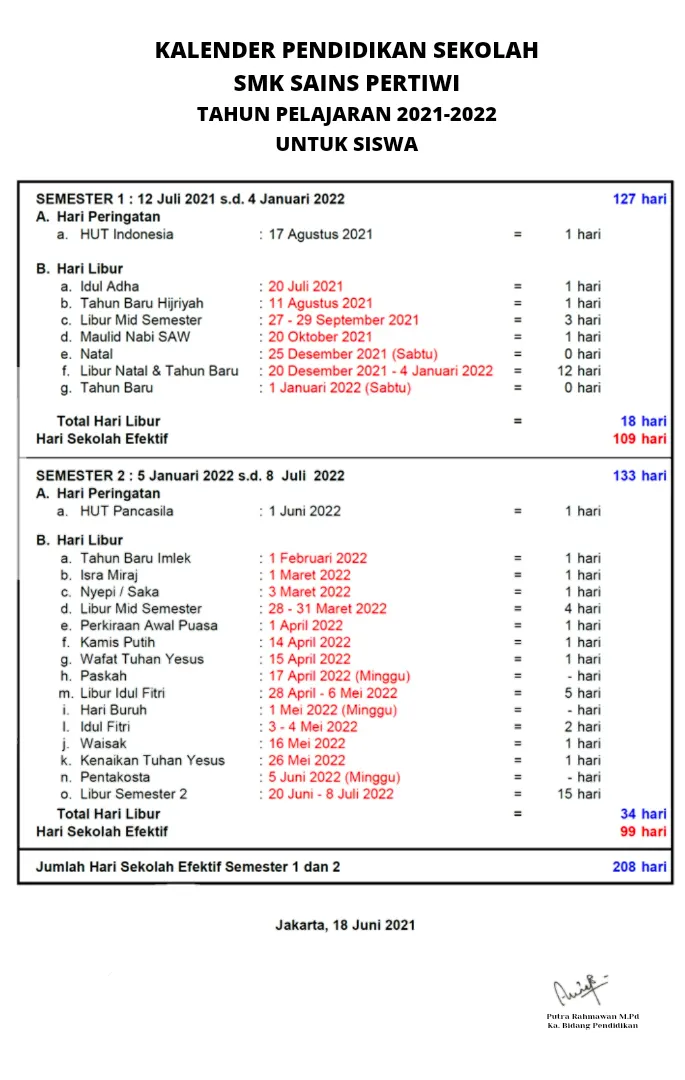 KALENDER PENDIDIKAN SEKOLAH
SMK SAINS PERTIWI
TAHUN PELAJARAN 2021-2022
UNTUK SISWA
SEMESTER 1 : 12 Juli 2021 s.d. 4 Januari 2022 127 hari
A. Hari Peringatan
a. HUT Indonesia : 17 Agustus 2021 = 1 hari
B. Hari Libur
a. Idul Adha : 20 Juli 2021 = 1 hari
b. Tahun Baru Hijriyah : 11 Agustus 2021 = 1 hari
c. Libur Mid Semester : 27 - 29 September 2021 = 3 hari
d. Maulid Nabi SAW : 20 Oktober 2021 = 1 hari
e. Natal : 25 Desember 2021 (Sabtu) = 0 hari
f. Libur Natal & Tahun Baru : 20 Desember 2021 - 4 Januari 2022 = 12 hari
g. Tahun Baru : 1 Januari 2022 (Sabtu) = 0 hari
Total Hari Libur = 18 hari
Hari Sekolah Efektif 109 hari
SEMESTER 2 : 5 Januari 2022 s.d. 8 Juli 2022 133 hari
A. Hari Peringatan
a. HUT Pancasila : 1 Juni 2022 = 1 hari
B. Hari Libur
a. Tahun Baru Imlek : 1 Februari 2022 = 1 hari
b. Isra Miraj : 1 Maret 2022 = 1 hari
c. Nyepi / Saka : 3 Maret 2022 = 1 hari
d. Libur Mid Semester : 28 - 31 Maret 2022 = 4 hari
e. Perkiraan Awal Puasa : 1 April 2022 = 1 hari
f. Kamis Putih : 14 April 2022 = 1 hari
g. Wafat Tuhan Yesus : 15 April 2022 = 1 hari
h. Paskah : 17 April 2022 (Minggu) = - hari
m. Libur Idul Fitri : 28 April - 6 Mei 2022 = 5 hari
i. Hari Buruh : 1 Mei 2022 (Minggu) = - hari
l. Idul Fitri : 3 - 4 Mei 2022 = 2 hari
j. Waisak : 16 Mei 2022 = 1 hari
k. Kenaikan Tuhan Yesus : 26 Mei 2022 = 1 hari
n. Pentakosta : 5 Juni 2022 (Minggu) = - hari
o. Libur Semester 2 : 20 Juni - 8 Juli 2022 = 15 hari
Total Hari Libur = 34 hari
Hari Sekolah Efektif 99 hari
Jumlah Hari Sekolah Efektif Semester 1 dan 2 208 hari
Jakarta, 18 Juni 2021
Putra Rahmawan M.Pd
Ka. Bidang Pendidikan